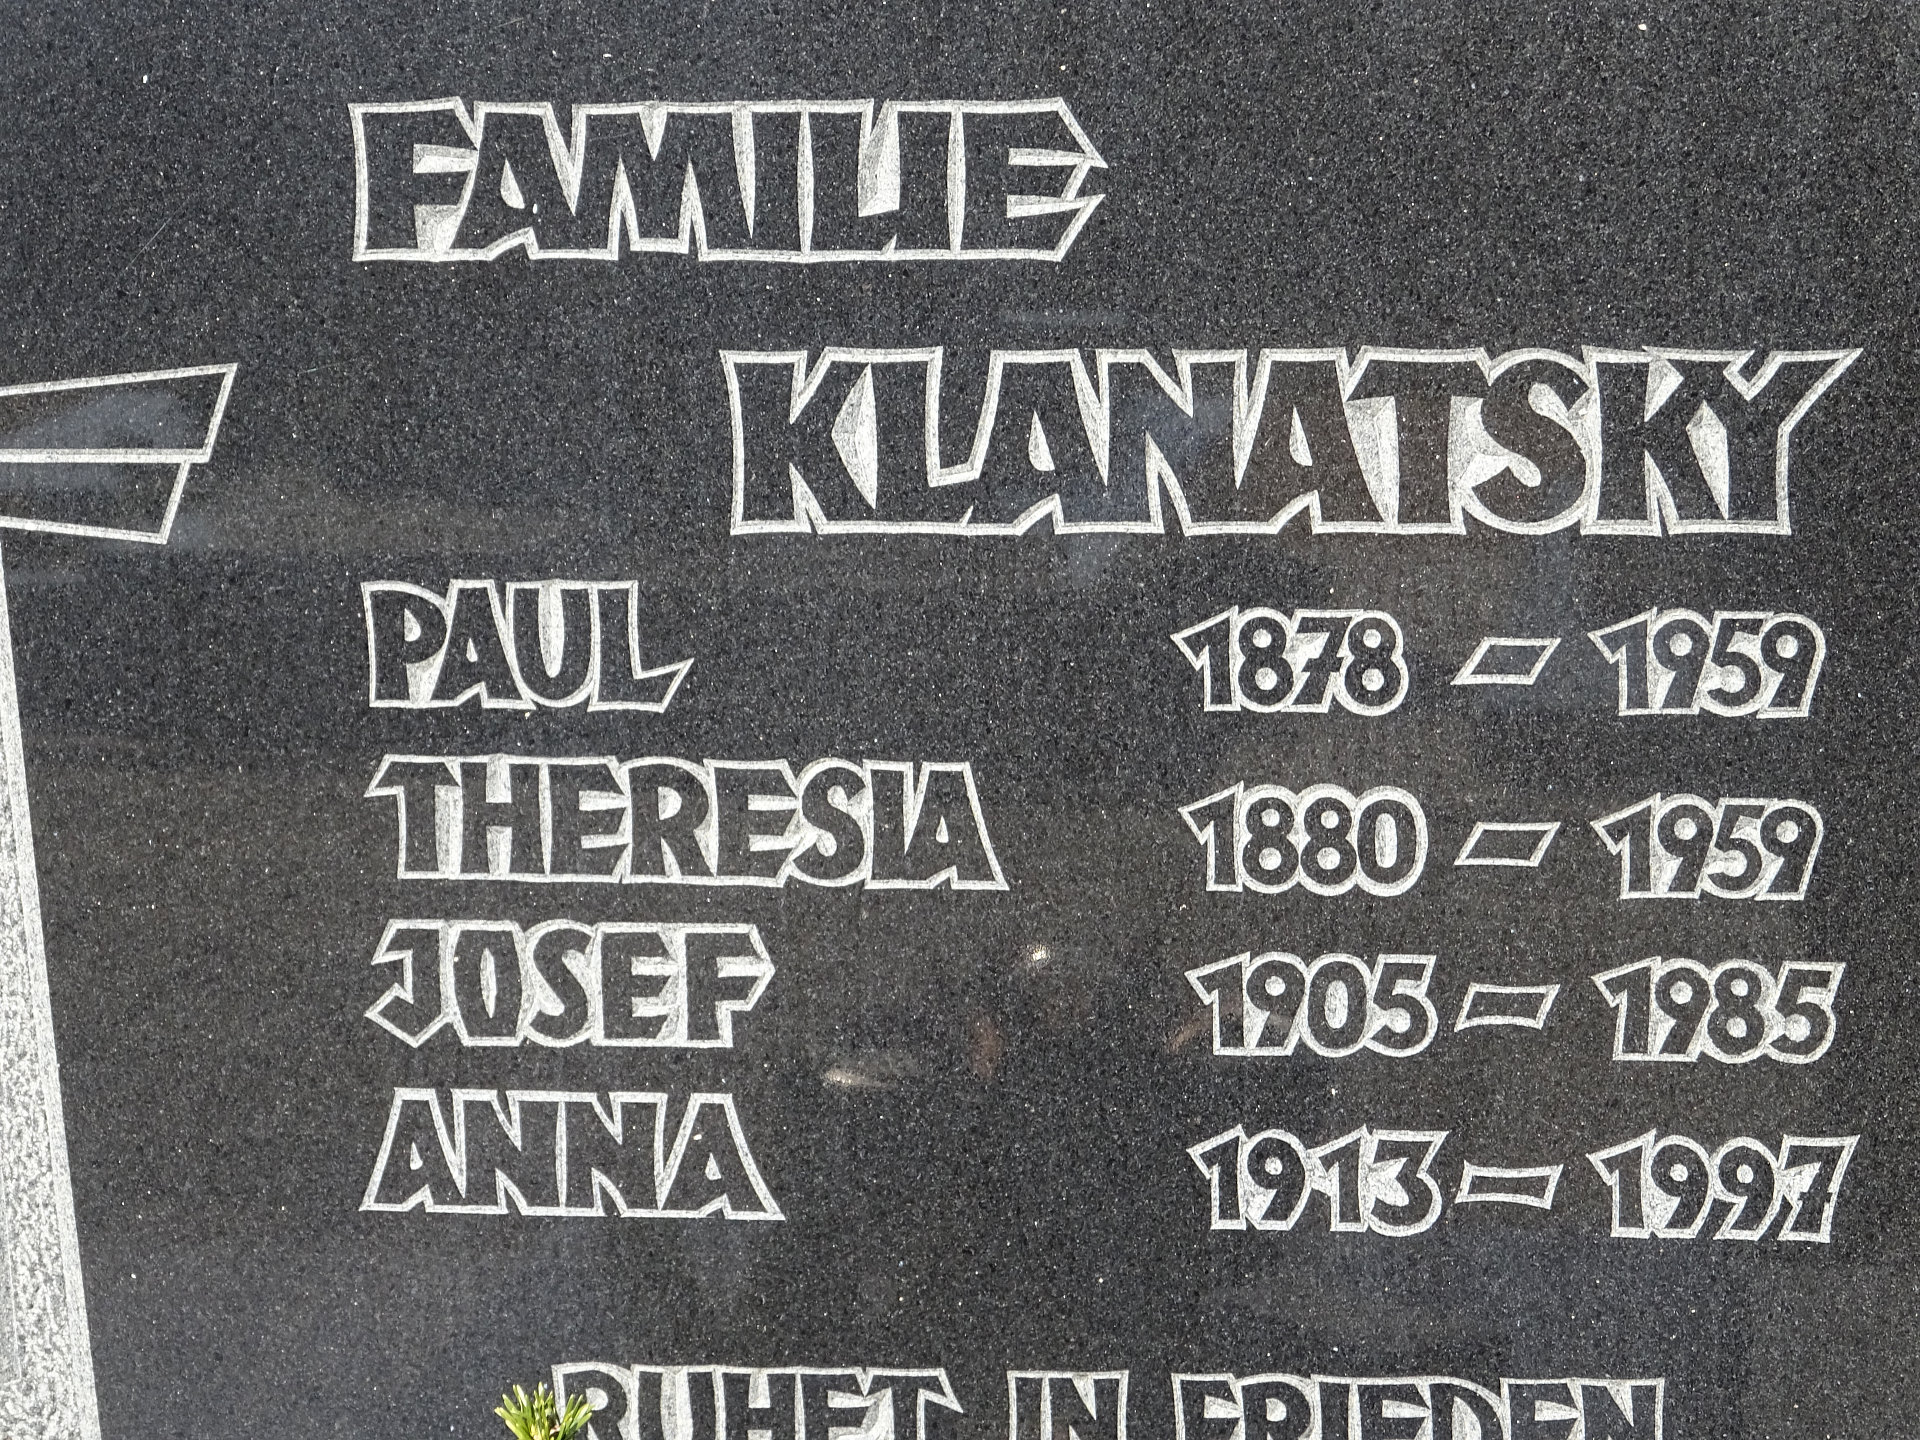 FAMILIE
KLANATSKY
PAUL 1878 – 1959
THERESIA 1880 – 1959
JOSEF 1905 – 1985
ANNA 1913 – 1997
RUHET IN FRIEDEN